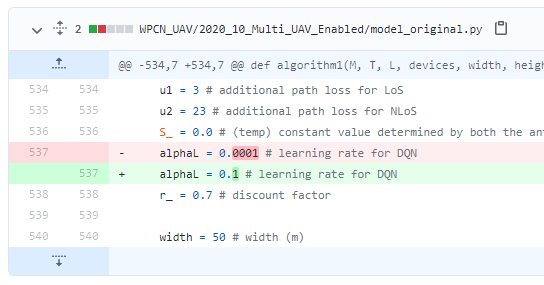 2 WPCN_UAV/2020_10_Multi_UAV_Enabled/model_original.py
@@ -534,7 +534,7 @@ def algorithm1(M, T, L, devices, width, heigh
534 534 u1 = 3 # additional path loss for LoS
535 535 u2 = 23 # additional path loss for NLoS
536 536 S_ = 0.0 # (temp) constant value determined by both the ant
537 - alphaL = 0.0001 # learning rate for DQN
537 + alphaL = 0.1 # learning rate for DQN
538 538 r_ = 0.7 # discount factor
539 539
540 540 width = 50 # width (m)